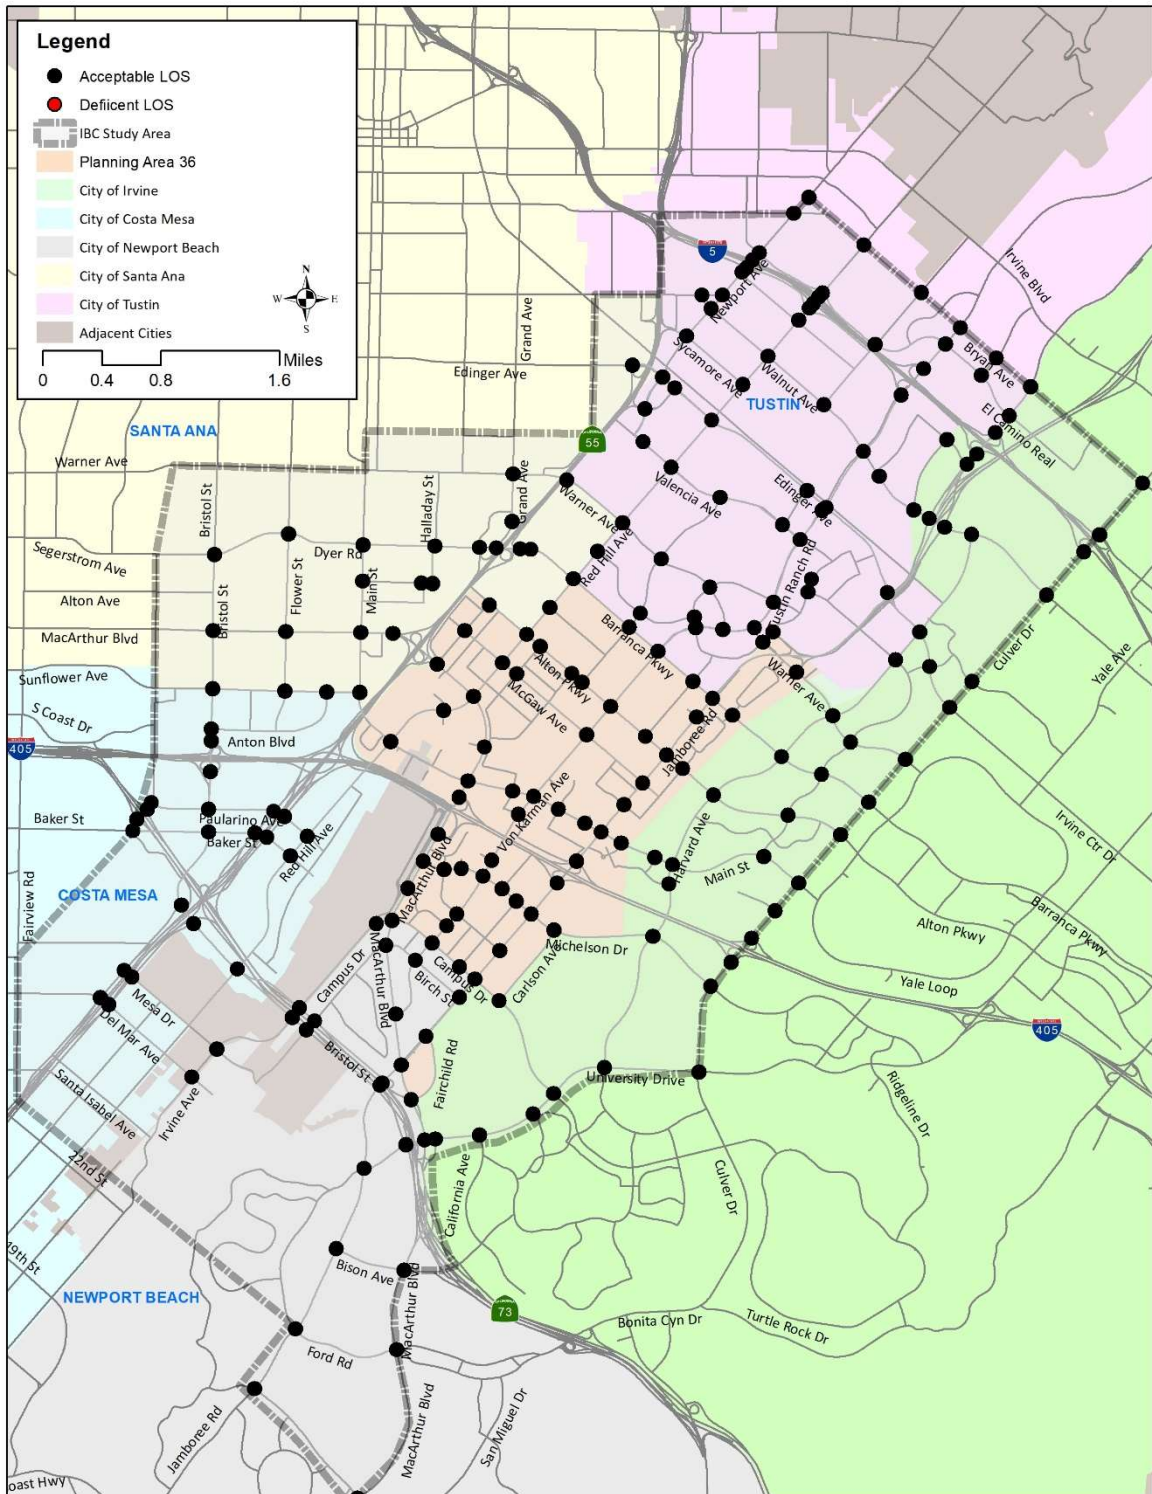 Legend
Acceptable LOS
Defiicent LOS
IBC Study Area
Planning Area 36
City of Irvine
City of Costa Mesa
City of Newport Beach
City of Santa Ana
City of Tustin
Adjacent Cities
N
W E
S
Miles
0 0.4 0.8 1.6
5
Irvine Blvd
Newport Ave
Grand Ave
Edinger Ave
Sycamore Ave
Walnut Ave
Bryan Ave
TUSTIN
El Camino Real
SANTA ANA
55
Warner Ave
Bristol St
Halladay St
Grand Ave
Warner Ave
Valencia Ave
Edinger Ave
Segerstrom Ave
Dyer Rd
Red Hill Ave
Tustin Ranch Rd
Alton Ave
Flower St
Main St
Bristol St
MacArthur Blvd
Barranca Pkwy
Culver Dr
Yale Ave
Sunflower Ave
Alton Pkwy
Warner Ave
S Coast Dr
McGaw Ave
Jamboree Rd
405
Anton Blvd
Von Karman Ave
Baker St
Paularino Ave
Baker St
Red Hill Ave
Irvine Ctr Dr
MacArthur Blvd
Harvard Ave
Main St
COSTA MESA
Fairview Rd
Alton Pkwy
Barranca Pkwy
Michelson Dr
Campus Dr
MacArthur Blvd
Campus Dr
Birch St
Carlson Ave
Yale Loop
Mesa Dr
Del Mar Ave
405
Bristol St
Fairchild Rd
University Drive
Ridgeline Dr
Santa Isabel Ave
Irvine Ave
22nd St
California Ave
Culver Dr
19th St
Bison Ave
NEWPORT BEACH
MacArthur Blvd
73
Bonita Cyn Dr
Turtle Rock Dr
Ford Rd
Jamboree Rd
MacArthur Blvd
San Miguel Dr
oast Hwy